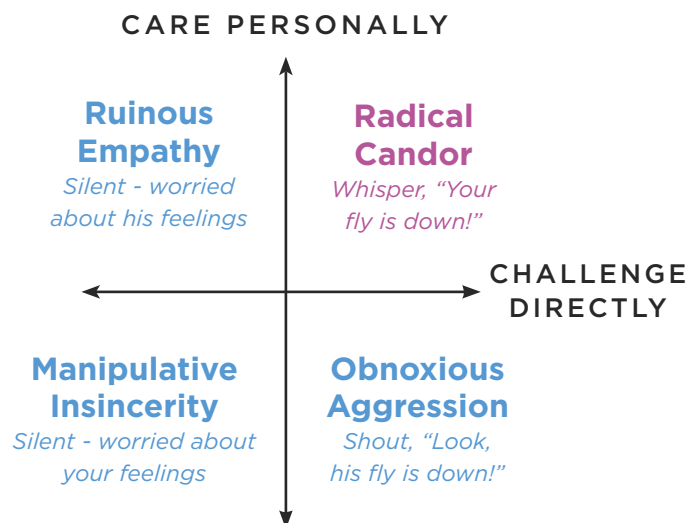 CARE PERSONALLY
Ruinous
Empathy
Silent - worried
about his feelings
Radical
Candor
Whisper, “Your
fly is down!”
CHALLENGE
DIRECTLY
Manipulative
Insincerity
Silent - worried about
your feelings
Obnoxious
Aggression
Shout, “Look,
his fly is down!”